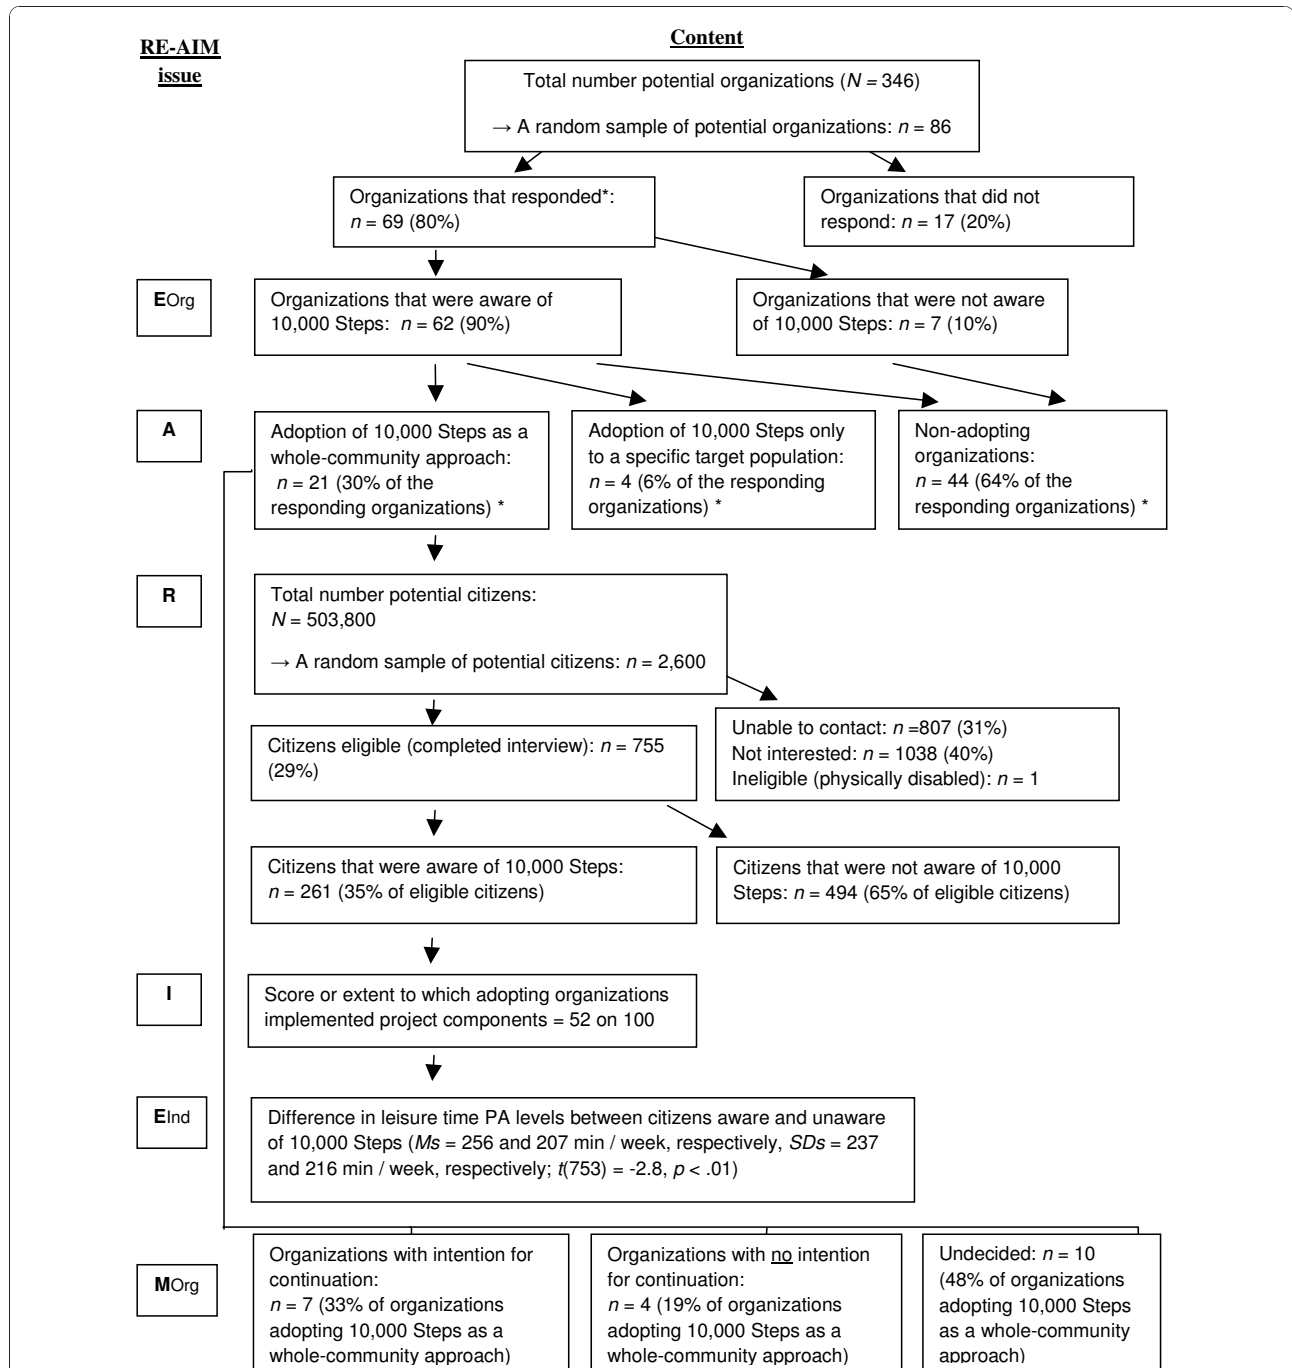 RE-AIM
issue
Content
Total number potential organizations (N = 346)
→ A random sample of potential organizations: n = 86
Organizations that responded*:
n = 69 (80%)
Organizations that did not
respond: n = 17 (20%)
EOrg
Organizations that were aware of
10,000 Steps: n = 62 (90%)
Organizations that were not aware
of 10,000 Steps: n = 7 (10%)
A
Adoption of 10,000 Steps as a
whole-community approach:
n = 21 (30% of the
responding organizations) *
Adoption of 10,000 Steps only
to a specific target population:
n = 4 (6% of the responding
organizations) *
Non-adopting
organizations:
n = 44 (64% of the
responding organizations) *
R
Total number potential citizens:
N = 503,800
→ A random sample of potential citizens: n = 2,600
Unable to contact: n =807 (31%)
Not interested: n = 1038 (40%)
Ineligible (physically disabled): n = 1
Citizens eligible (completed interview): n = 755
(29%)
Citizens that were aware of 10,000 Steps:
n = 261 (35% of eligible citizens)
Citizens that were not aware of 10,000
Steps: n = 494 (65% of eligible citizens)
I
Score or extent to which adopting organizations
implemented project components = 52 on 100
EInd
Difference in leisure time PA levels between citizens aware and unaware
of 10,000 Steps (Ms = 256 and 207 min / week, respectively, SDs = 237
and 216 min / week, respectively; t(753) = -2.8, p < .01)
MOrg
Organizations with intention for
continuation:
n = 7 (33% of organizations
adopting 10,000 Steps as a
whole-community approach)
Organizations with no intention
for continuation:
n = 4 (19% of organizations
adopting 10,000 Steps as a
whole-community approach)
Undecided: n = 10
(48% of organizations
adopting 10,000 Steps
as a whole-community
approach)